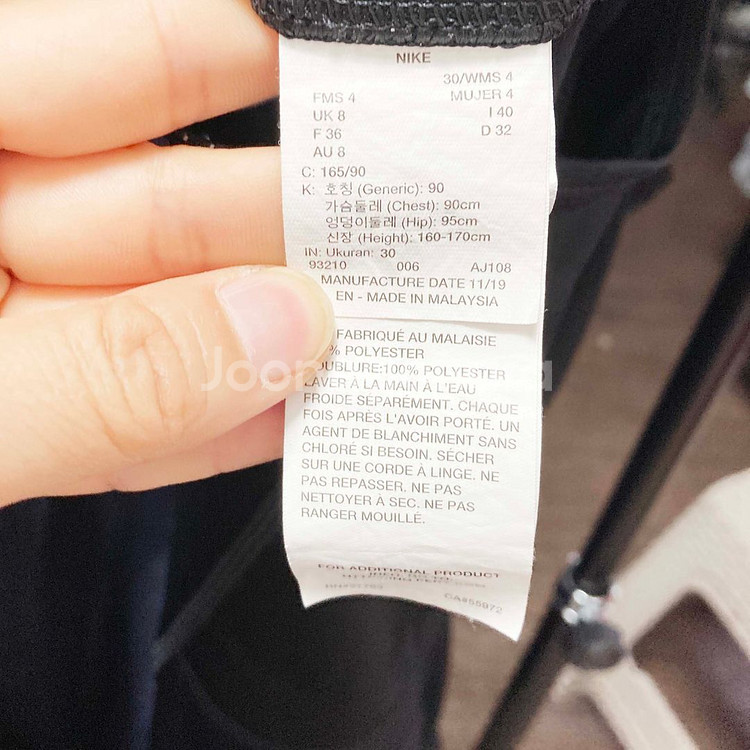 NIKE
30/WMS 4
FMS 4 MUJER 4
UK 8 I 40
F 36 D 32
AU 8
C: 165/90
K: 호칭 (Generic): 90
가슴둘레 (Chest): 90cm
엉덩이둘레 (Hip): 95cm
신장 (Height): 160-170cm
IN: Ukuran: 30
93210 006 AJ108
MANUFACTURE DATE 11/19
EN - MADE IN MALAYSIA
FABRIQUÉ AU MALAISIE
% POLYESTER
OUBLURE:100% POLYESTER
LAVER À LA MAIN À L'EAU
FROIDE SÉPARÉMENT. CHAQUE
FOIS APRÈS L'AVOIR PORTÉ. UN
AGENT DE BLANCHIMENT SANS
CHLORÉ SI BESOIN. SÉCHER
SUR UNE CORDE À LINGE. NE
PAS REPASSER. NE PAS
NETTOYER À SEC. NE PAS
RANGER MOUILLÉ.
FOR ADDITIONAL PRODUCT
CA#55972